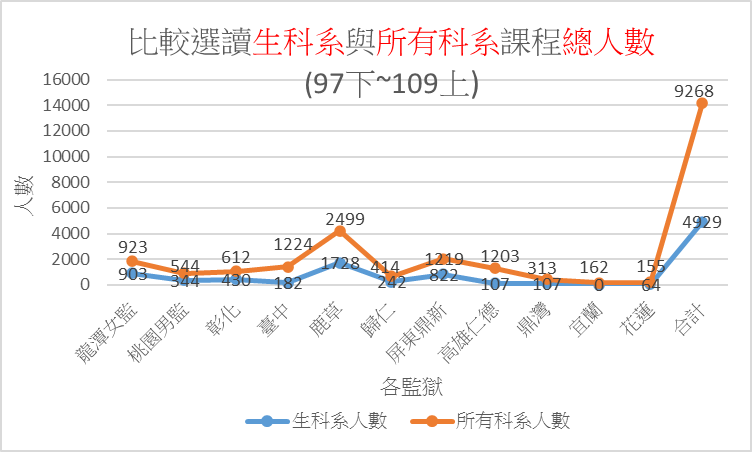 比較選讀生科系與所有科系課程總人數
(97下~109上)
16000
14000
12000
10000
8000
6000
4000
2000
0
人數
923
544
612
1224
2499
414
1219
1203
313
162
155
9268
903
344
430
182
1728
242
822
107
107
0
64
4929
龍潭女監
桃園男監
彰化
臺中
鹿草
歸仁
屏東鼎新
高雄仁德
鼎灣
宜蘭
花蓮
合計
各監獄
生科系人數
所有科系人數